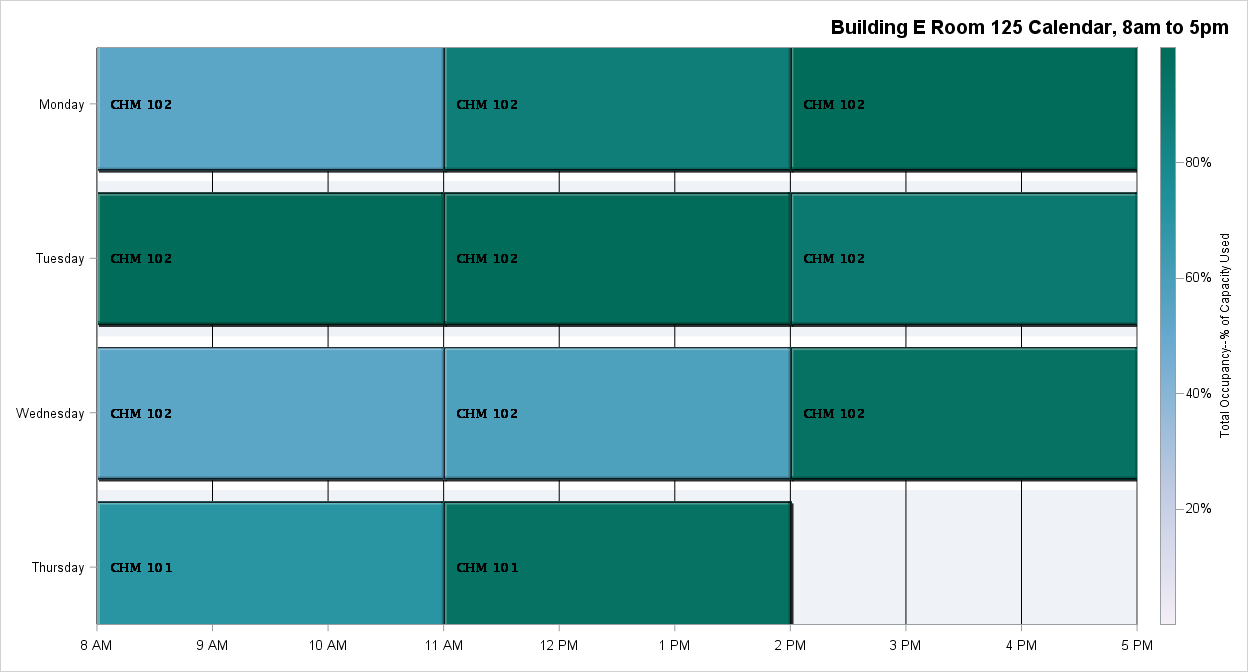 Building E Room 125 Calendar, 8am to 5pm
Monday
CHM 102
CHM 102
CHM 102
Tuesday
CHM 102
CHM 102
CHM 102
Wednesday
CHM 102
CHM 102
CHM 102
Thursday
CHM 101
CHM 101
8 AM
9 AM
10 AM
11 AM
12 PM
1 PM
2 PM
3 PM
4 PM
5 PM
80%
60%
40%
20%
Total Occupancy--% of Capacity Used